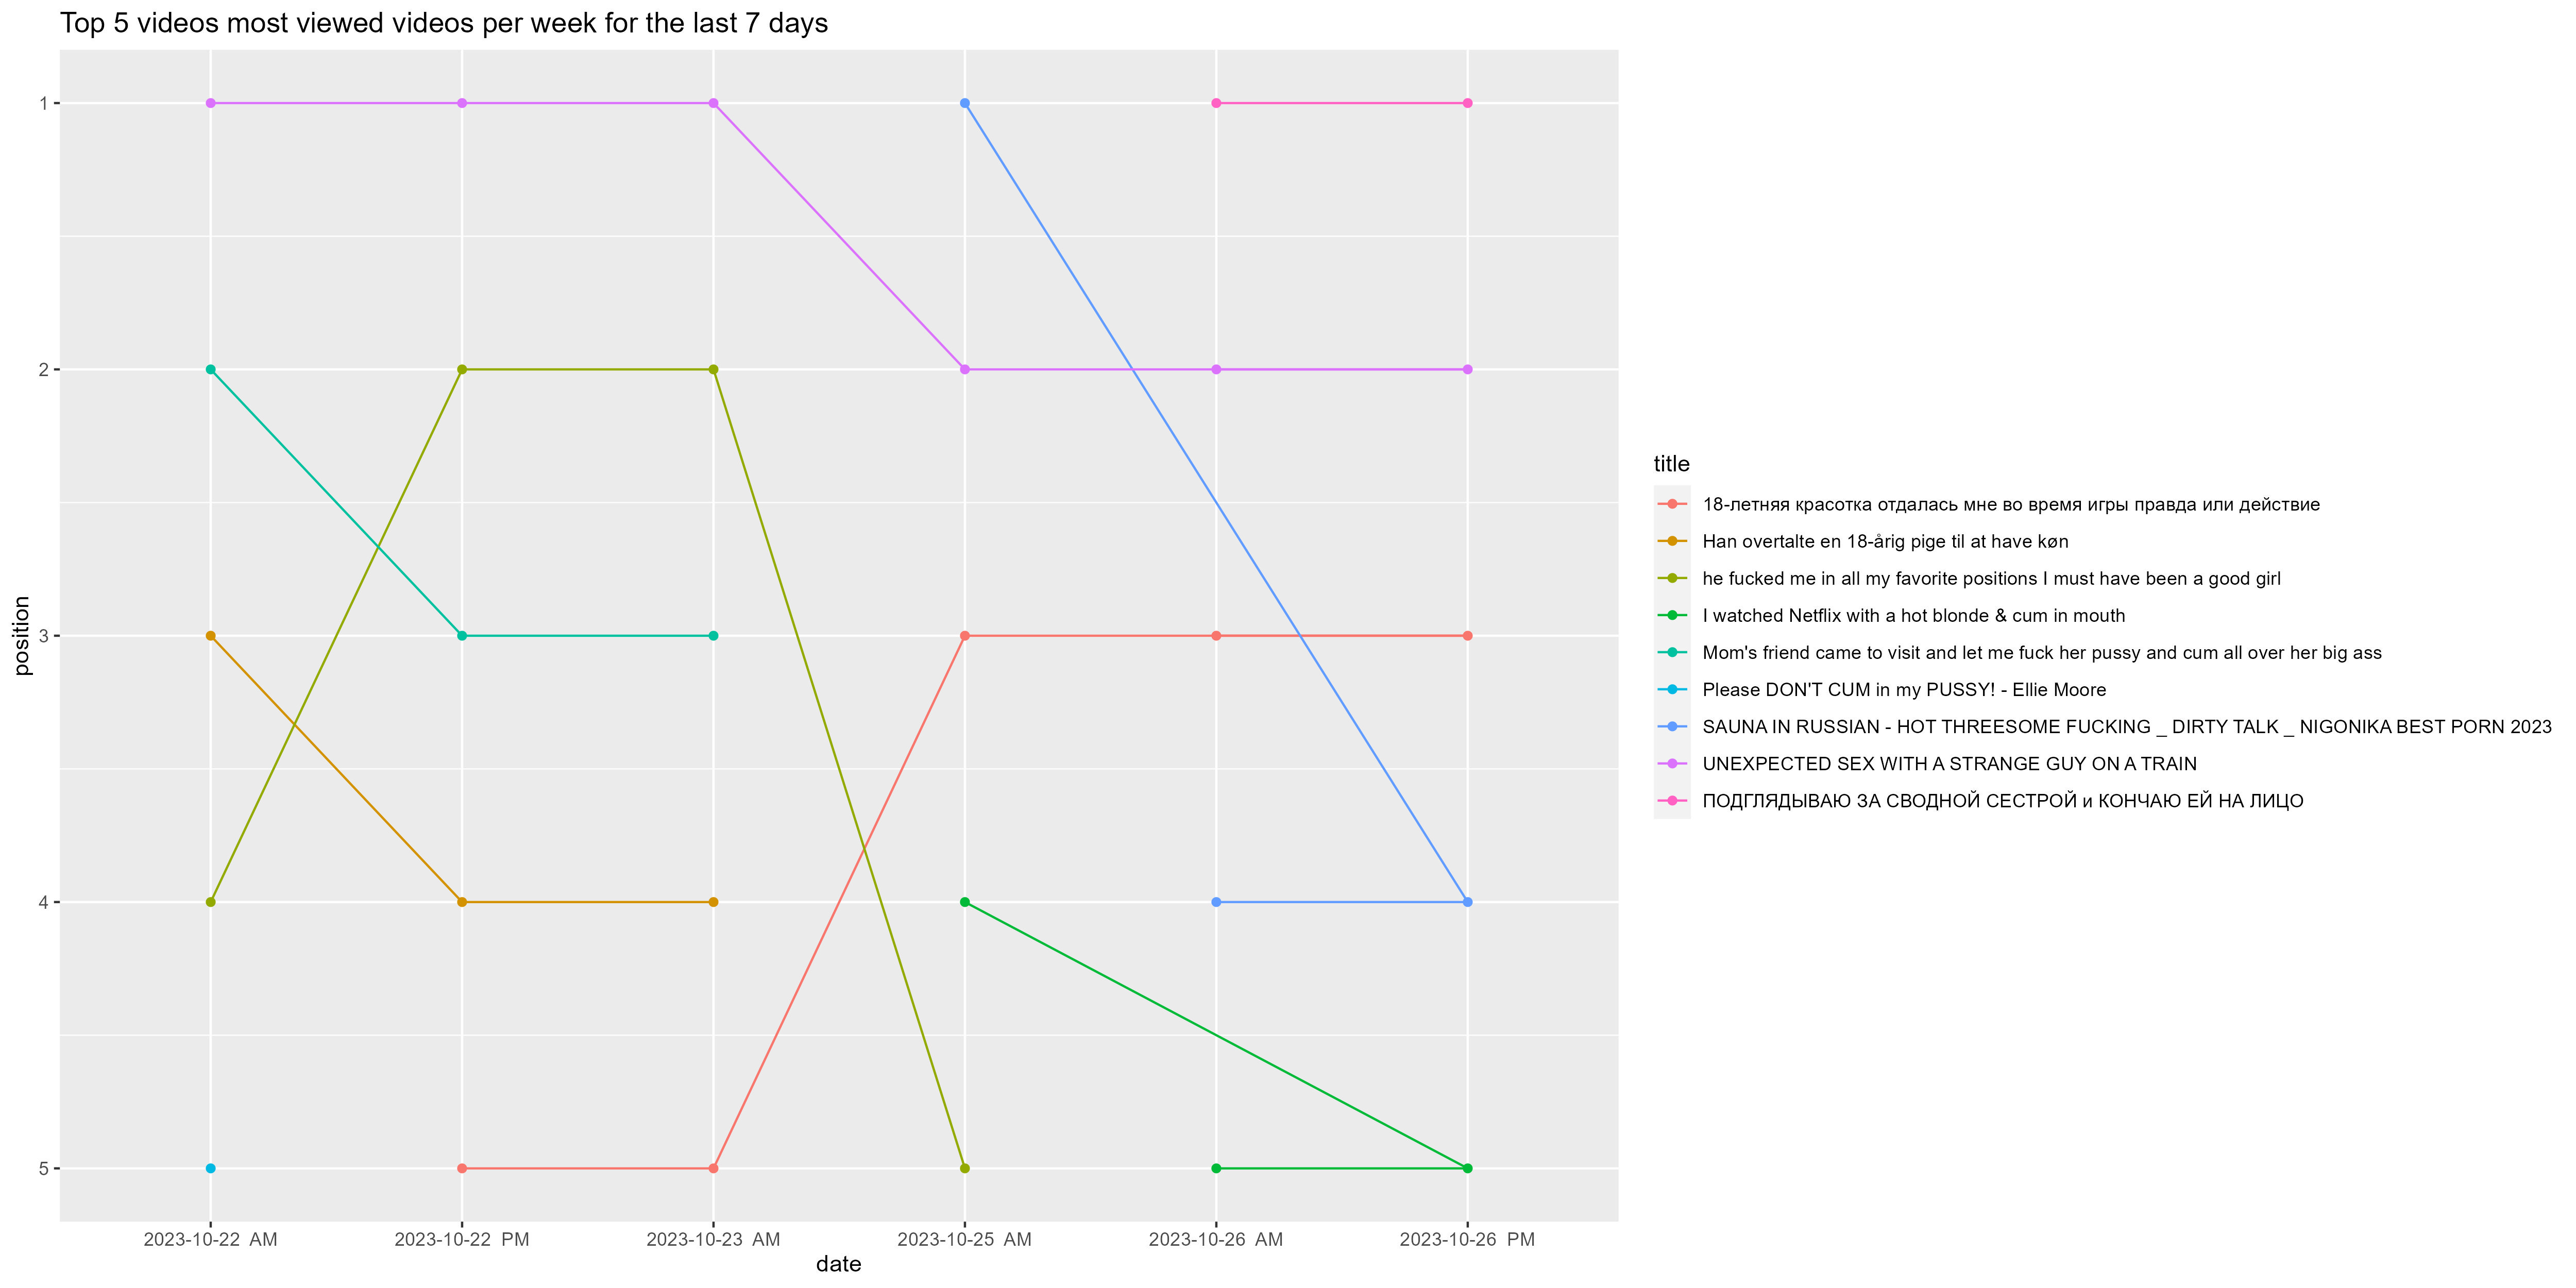 Top 5 videos most viewed videos per week for the last 7 days
position
1
2
3
4
5
2023-10-22 AM
2023-10-22 PM
2023-10-23 AM
2023-10-25 AM
2023-10-26 AM
2023-10-26 PM
date
title
18-летняя красотка отдалась мне во время игры правда или действие
Han overtalte en 18-årig pige til at have køn
he fucked me in all my favorite positions I must have been a good girl
I watched Netflix with a hot blonde & cum in mouth
Mom's friend came to visit and let me fuck her pussy and cum all over her big ass
Please DON'T CUM in my PUSSY! - Ellie Moore
SAUNA IN RUSSIAN - HOT THREESOME FUCKING _ DIRTY TALK _ NIGONIKA BEST PORN 2023
UNEXPECTED SEX WITH A STRANGE GUY ON A TRAIN
ПОДГЛЯДЫВАЮ ЗА СВОДНОЙ СЕСТРОЙ и КОНЧАЮ ЕЙ НА ЛИЦО